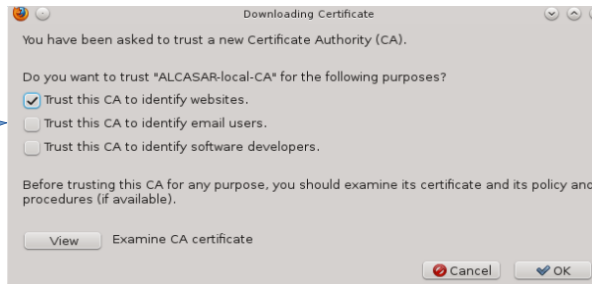 Downloading Certificate
You have been asked to trust a new Certificate Authority (CA).
Do you want to trust "ALCASAR-local-CA" for the following purposes?
Trust this CA to identify websites.
Trust this CA to identify email users.
Trust this CA to identify software developers.
Before trusting this CA for any purpose, you should examine its certificate and its policy and
procedures (if available).
View Examine CA certificate
Cancel OK